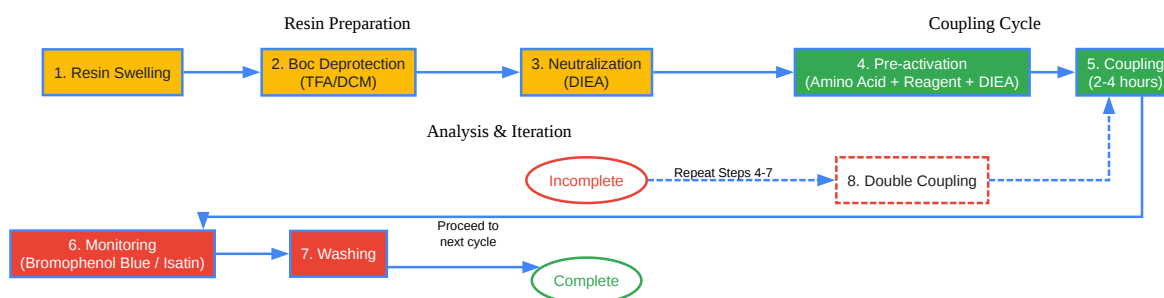 Resin Preparation
Coupling Cycle
1. Resin Swelling
2. Boc Deprotection
(TFA/DCM)
3. Neutralization
(DIEA)
4. Pre-activation
(Amino Acid + Reagent + DIEA)
5. Coupling
(2-4 hours)
Analysis & Iteration
Incomplete
Repeat Steps 4-7
8. Double Coupling
6. Monitoring
(Bromophenol Blue / Isatin)
7. Washing
Proceed to
next cycle
Complete